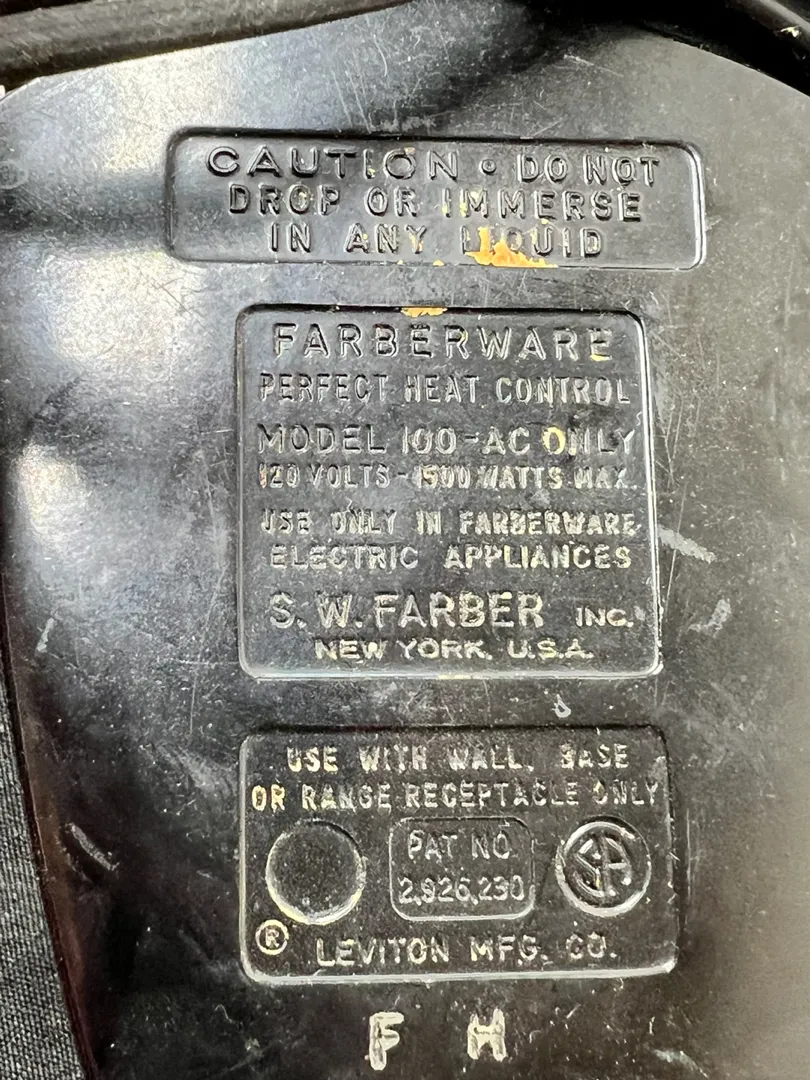 CAUTION • DO NOT
DROP OR IMMERSE
IN ANY LIQUID
FARBERWARE
PERFECT HEAT CONTROL
MODEL 100-AC ONLY
120 VOLTS-1500 WATTS MAX.
USE ONLY IN FARBERWARE
ELECTRIC APPLIANCES
S. W. FARBER INC.
NEW YORK, U.S.A.
USE WITH WALL, BASE
OR RANGE RECEPTACLE ONLY
PAT NO.
2,926,230
SA
® LEVITON MFG. CO.
F H